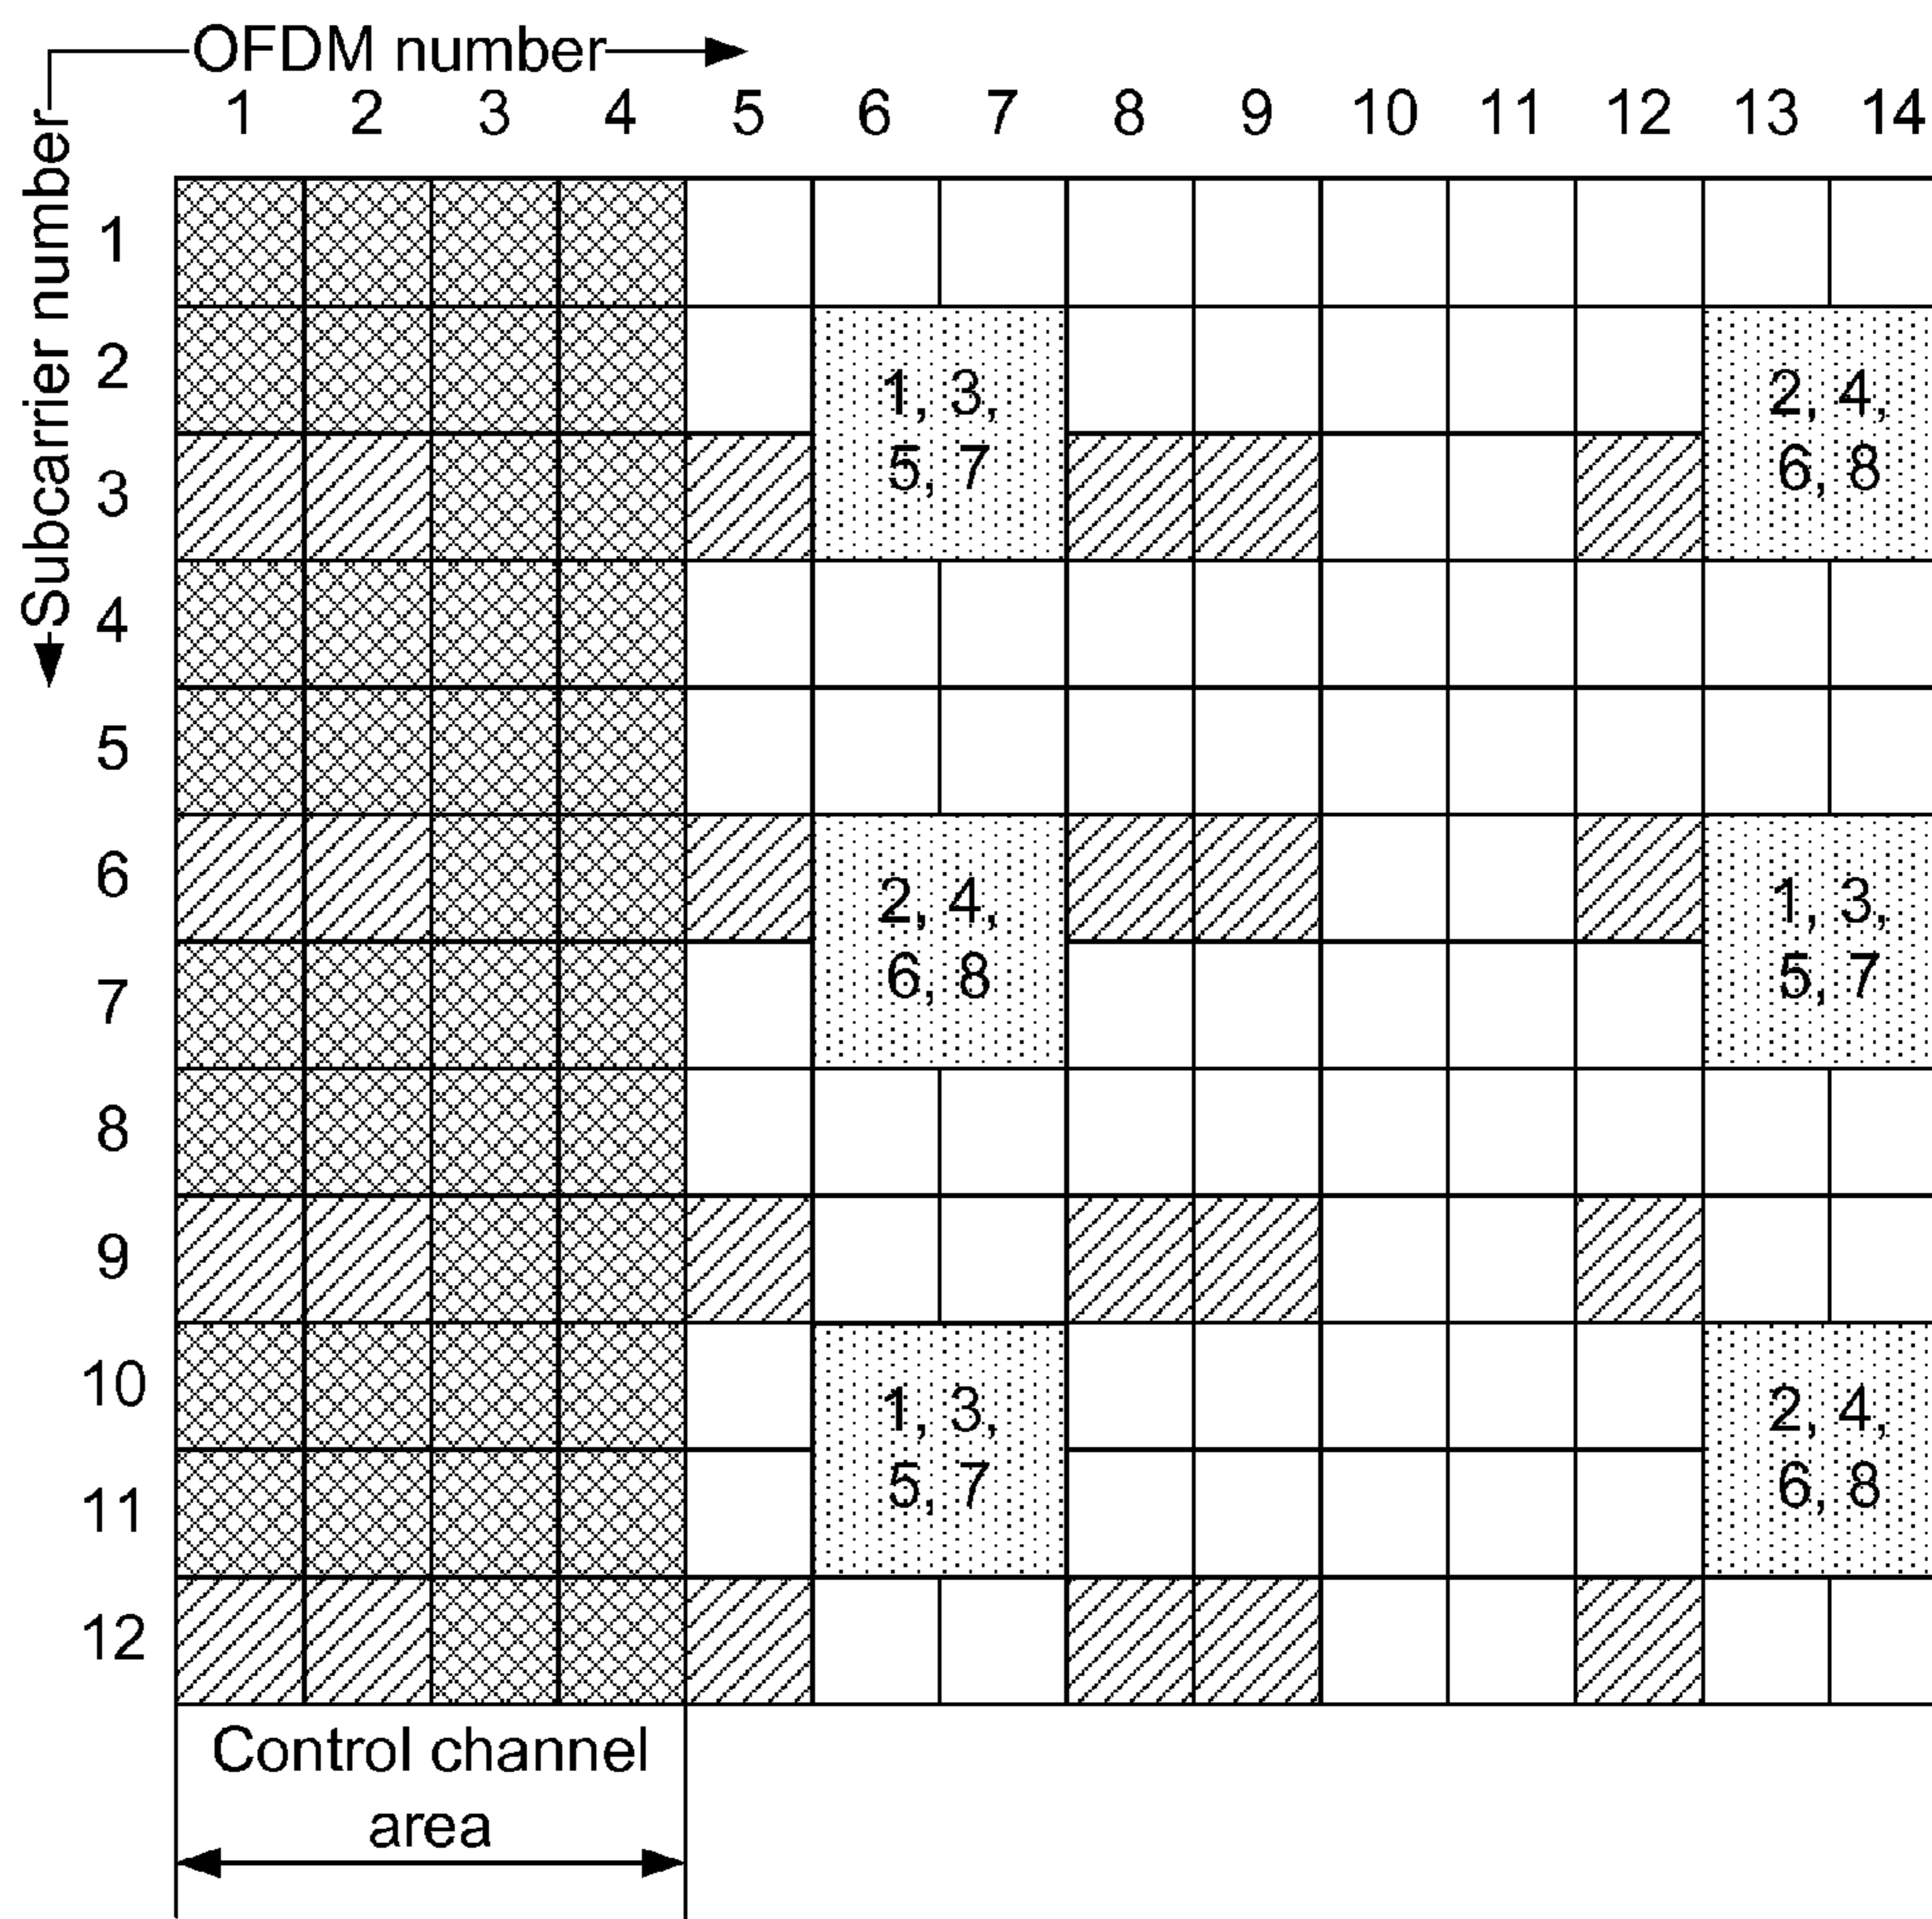 OFDM number
1 2 3 4 5 6 7 8 9 10 11 12 13 14
Subcarrier number
1
2
1, 3, 2, 4,
5, 7 6, 8
3
4
5
6
2, 4, 1, 3,
6, 8 5, 7
7
8
9
10
1, 3, 2, 4,
5, 7 6, 8
11
12
Control channel
area